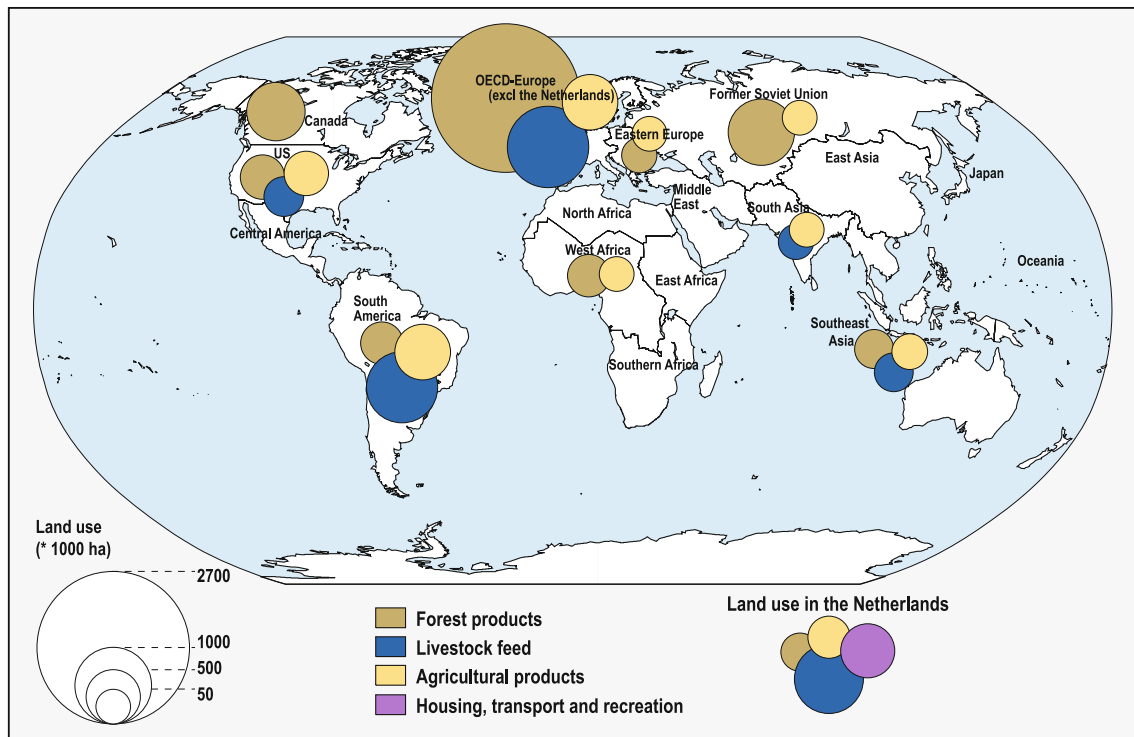 OECD-Europe
(excl the Netherlands)
Former Soviet Union
Canada
Eastern Europe
US
East Asia
Japan
Middle
East
South Asia
North Africa
Central America
West Africa
Oceania
East Africa
South
America
Southeast
Asia
Southern Africa
Land use
(* 1000 ha)
2700
1000
500
50
Forest products
Livestock feed
Agricultural products
Housing, transport and recreation
Land use in the Netherlands